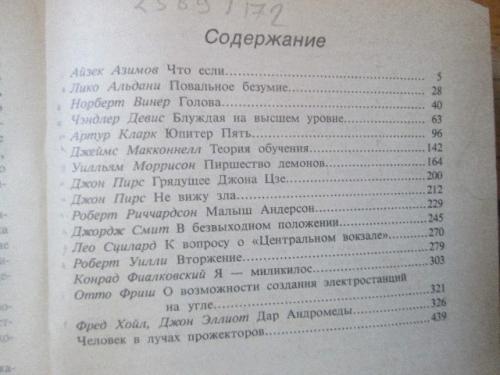 Содержание
Айзек Азимов Что если 5
Лино Альдани Повальное безумие 28
Норберт Винер Голова 40
Чэндлер Девис Блуждая на высшем уровне 63
Артур Кларк Юпитер Пять 96
Джеймс Макконнелл Теория обучения 142
Уилльям Моррисон Пиршество демонов 164
Джон Пирс Грядущее Джона Цзе 200
Джон Пирс Не вижу зла 212
Роберт Риччардсон Малыш Андерсон 229
Джордж Смит В безвыходном положении 245
Лео Сцилард К вопросу о «Центральном вокзале» 270
Роберт Уилли Вторжение 279
Конрад Фиалковский Я — миликилос 303
Отто Фриш О возможности создания электростанций
на угле 321
Фред Хойл, Джон Эллиот Дар Андромеды 326
Человек в лучах прожекторов 439